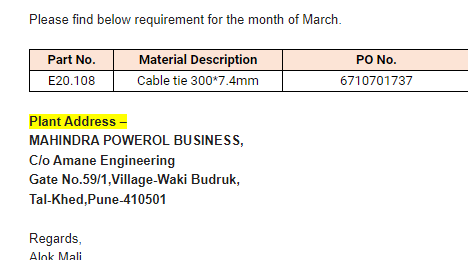 Please find below requirement for the month of March.
Part No. Material Description PO No.
E20.108 Cable tie 300*7.4mm 6710701737
Plant Address –
MAHINDRA POWEROL BUSINESS,
C/o Amane Engineering
Gate No.59/1,Village-Waki Budruk,
Tal-Khed,Pune-410501
Regards,
Alok Mali